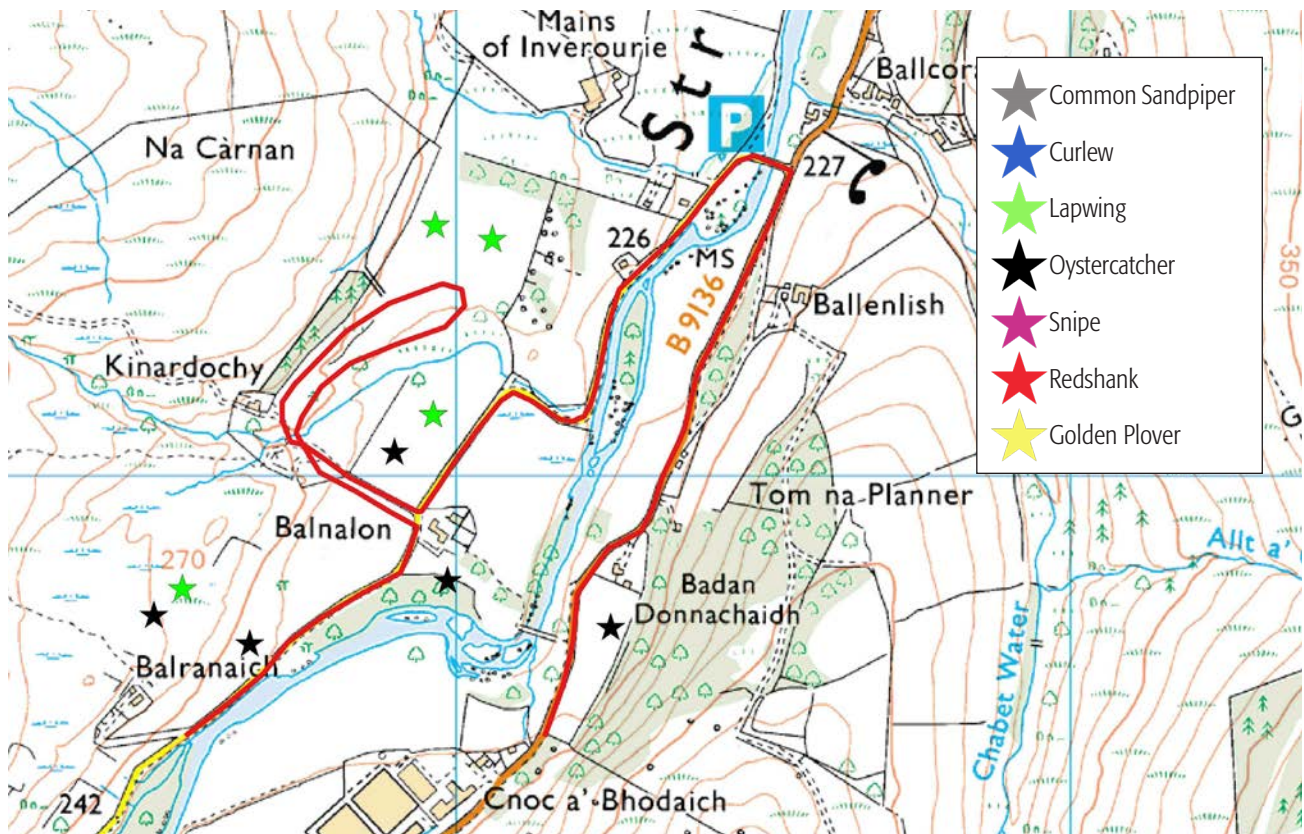 Mains
of Inverourie
Str
Ballcor
P
Na Càrnan
227
226
MS
B 9136
Ballenlish
350
Kinardochy
G
Tom na Planner
Balnalon
270
Allt a'
Badan
Donnachaidh
Balranaich
Chabet Water
242
Cnoc a' Bhodaich
Common Sandpiper
Curlew
Lapwing
Oystercatcher
Snipe
Redshank
Golden Plover